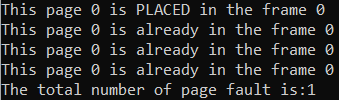 This page 0 is PLACED in the frame 0
This page 0 is already in the frame 0
This page 0 is already in the frame 0
This page 0 is already in the frame 0
The total number of page fault is:1